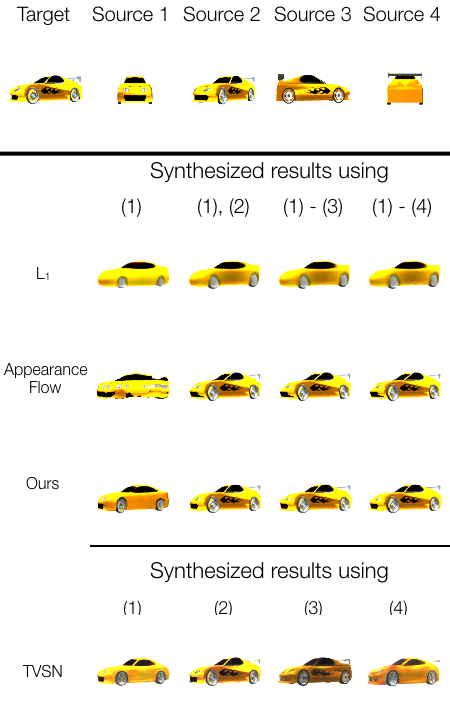 Target Source 1 Source 2 Source 3 Source 4
Synthesized results using
(1) (1), (2) (1) - (3) (1) - (4)
L₁
Appearance
Flow
Ours
Synthesized results using
(1) (2) (3) (4)
TVSN